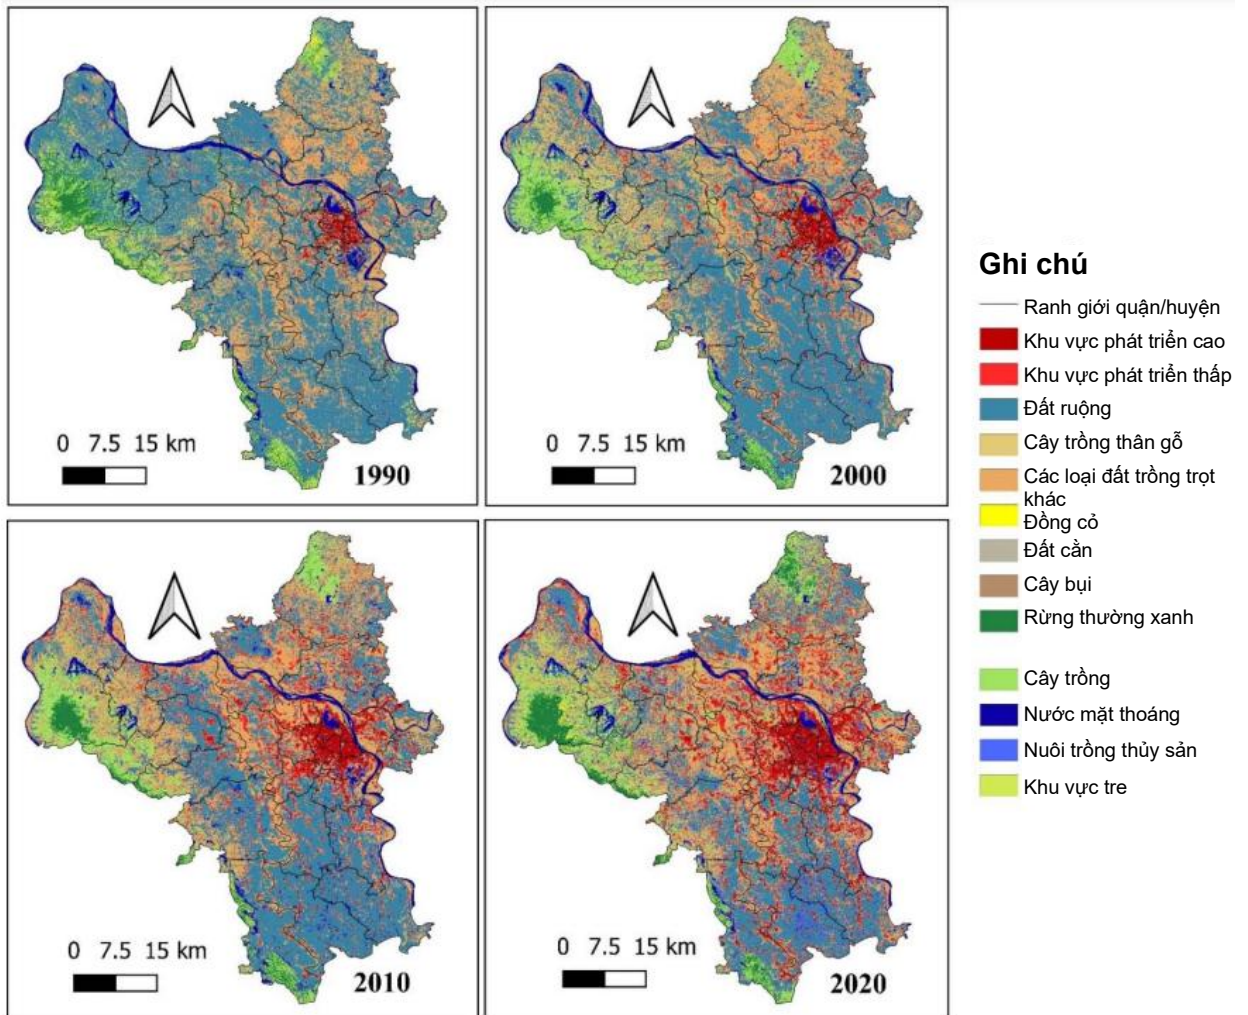 0 7.5 15 km
1990
0 7.5 15 km
2000
0 7.5 15 km
2010
0 7.5 15 km
2020
Ghi chú
Ranh giới quận/huyện
Khu vực phát triển cao
Khu vực phát triển thấp
Đất ruộng
Cây trồng thân gỗ
Các loại đất trồng trọt
khác
Đồng cỏ
Đất cằn
Cây bụi
Rừng thường xanh
Cây trồng
Nước mặt thoáng
Nuôi trồng thủy sản
Khu vực tre